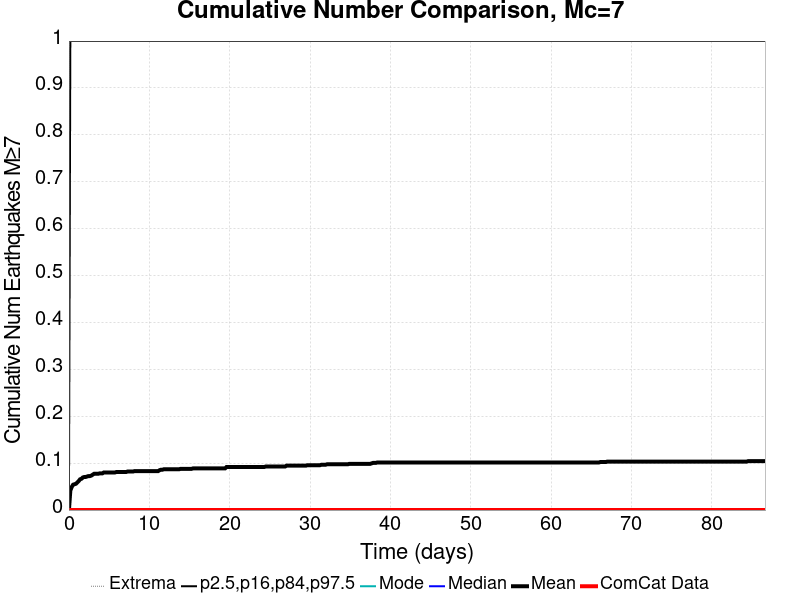 Cumulative Number Comparison, Mc=7
Cumulative Num Earthquakes M≥7
1
0.9
0.8
0.7
0.6
0.5
0.4
0.3
0.2
0.1
0
0 10 20 30 40 50 60 70 80
Time (days)
Extrema p2.5,p16,p84,p97.5 Mode Median Mean ComCat Data